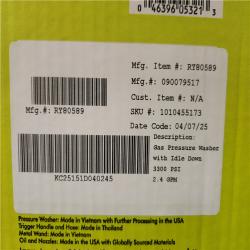 0 46396 05321 3
Mfg. Item #: RY80589
Mfg.#: RY80589
Mfg. #: 090079517
Cust. Item #: N/A
SKU #: 1010455173
Date Code: 04/07/25
Description:
Gas Pressure Washer
with Idle Down
3300 PSI
2.4 GPM
KC25151D040245
Pressure Washer: Made in Vietnam with Further Processing in the USA
Trigger Handle and Hose: Made in Thailand
Metal Wand: Made in Vietnam
Oil and Nozzles: Made in USA with Globally Sourced Materials